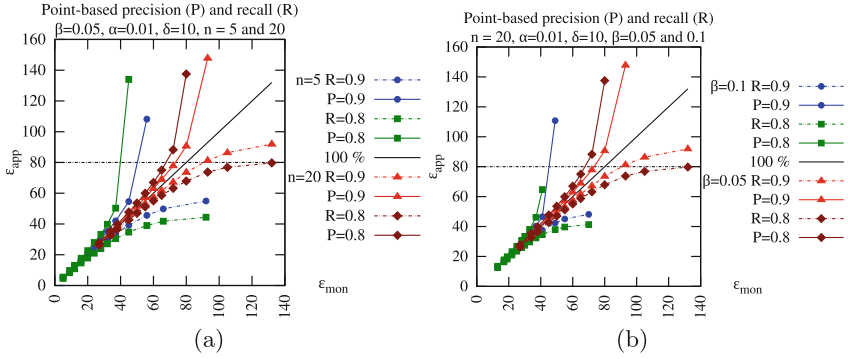 Point-based precision (P) and recall (R)
β=0.05, α=0.01, δ=10, n = 5 and 20
160
140
120
100
80
60
40
20
0
ε_app
0 20 40 60 80 100 120 140
ε_mon
n=5 R=0.9
P=0.9
R=0.8
P=0.8
100 %
n=20 R=0.9
P=0.9
R=0.8
P=0.8
(a)
Point-based precision (P) and recall (R)
n = 20, α=0.01, δ=10, β=0.05 and 0.1
160
140
120
100
80
60
40
20
0
ε_app
0 20 40 60 80 100 120 140
ε_mon
β=0.1 R=0.9
P=0.9
R=0.8
P=0.8
100 %
β=0.05 R=0.9
P=0.9
R=0.8
P=0.8
(b)